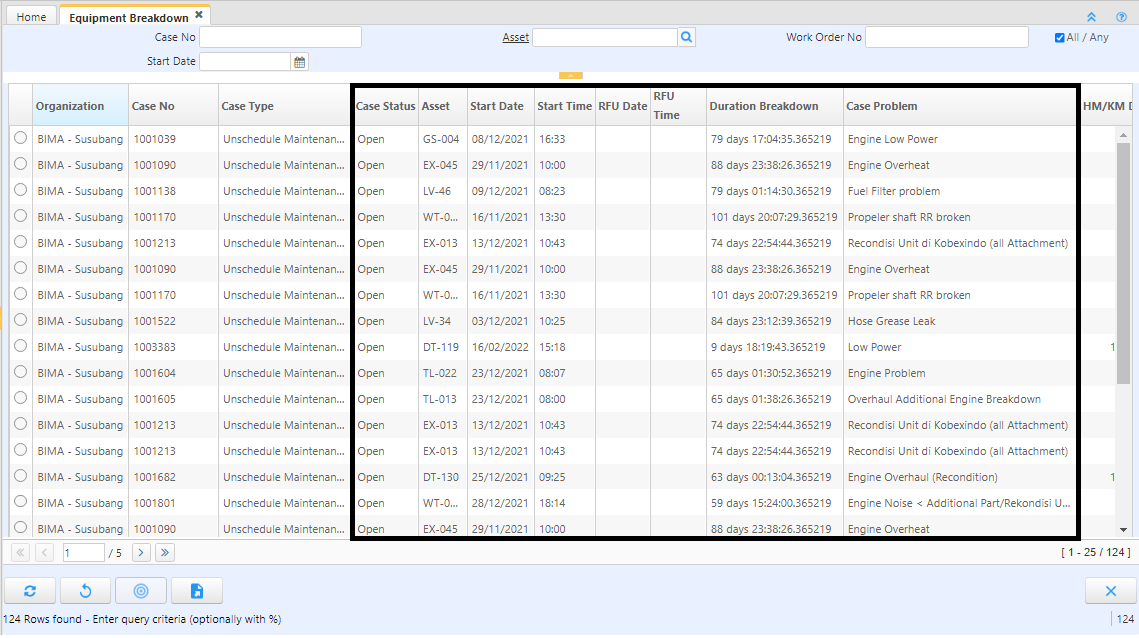 Home Equipment Breakdown
Case No Asset Work Order No All / Any
Start Date
Organization Case No Case Type Case Status Asset Start Date Start Time RFU Date RFU Time Duration Breakdown Case Problem HM/KM D
BIMA - Susubang 1001039 Unschedule Maintenan... Open GS-004 08/12/2021 16:33 79 days 17:04:35.365219 Engine Low Power
BIMA - Susubang 1001090 Unschedule Maintenan... Open EX-045 29/11/2021 10:00 88 days 23:38:26.365219 Engine Overheat
BIMA - Susubang 1001138 Unschedule Maintenan... Open LV-46 09/12/2021 08:23 79 days 01:14:30.365219 Fuel Filter problem
BIMA - Susubang 1001170 Unschedule Maintenan... Open WT-0... 16/11/2021 13:30 101 days 20:07:29.365219 Propeler shaft RR broken
BIMA - Susubang 1001213 Unschedule Maintenan... Open EX-013 13/12/2021 10:43 74 days 22:54:44.365219 Recondisi Unit di Kobexindo (all Attachment)
BIMA - Susubang 1001090 Unschedule Maintenan... Open EX-045 29/11/2021 10:00 88 days 23:38:26.365219 Engine Overheat
BIMA - Susubang 1001170 Unschedule Maintenan... Open WT-0... 16/11/2021 13:30 101 days 20:07:29.365219 Propeler shaft RR broken
BIMA - Susubang 1001522 Unschedule Maintenan... Open LV-34 03/12/2021 10:25 84 days 23:12:39.365219 Hose Grease Leak
BIMA - Susubang 1003383 Unschedule Maintenan... Open DT-119 16/02/2022 15:18 9 days 18:19:43.365219 Low Power 1
BIMA - Susubang 1001604 Unschedule Maintenan... Open TL-022 23/12/2021 08:07 65 days 01:30:52.365219 Engine Problem
BIMA - Susubang 1001605 Unschedule Maintenan... Open TL-013 23/12/2021 08:00 65 days 01:38:26.365219 Overhaul Additional Engine Breakdown
BIMA - Susubang 1001213 Unschedule Maintenan... Open EX-013 13/12/2021 10:43 74 days 22:54:44.365219 Recondisi Unit di Kobexindo (all Attachment)
BIMA - Susubang 1001213 Unschedule Maintenan... Open EX-013 13/12/2021 10:43 74 days 22:54:44.365219 Recondisi Unit di Kobexindo (all Attachment)
BIMA - Susubang 1001682 Unschedule Maintenan... Open DT-130 25/12/2021 09:25 63 days 00:13:04.365219 Engine Overhaul (Recondition) 1
BIMA - Susubang 1001801 Unschedule Maintenan... Open WT-0... 28/12/2021 18:14 59 days 15:24:00.365219 Engine Noise < Additional Part/Rekondisi U...
BIMA - Susubang 1001090 Unschedule Maintenan... Open EX-045 29/11/2021 10:00 88 days 23:38:26.365219 Engine Overheat
1 / 5 [ 1 - 25 / 124 ]
124 Rows found - Enter query criteria (optionally with %) 124